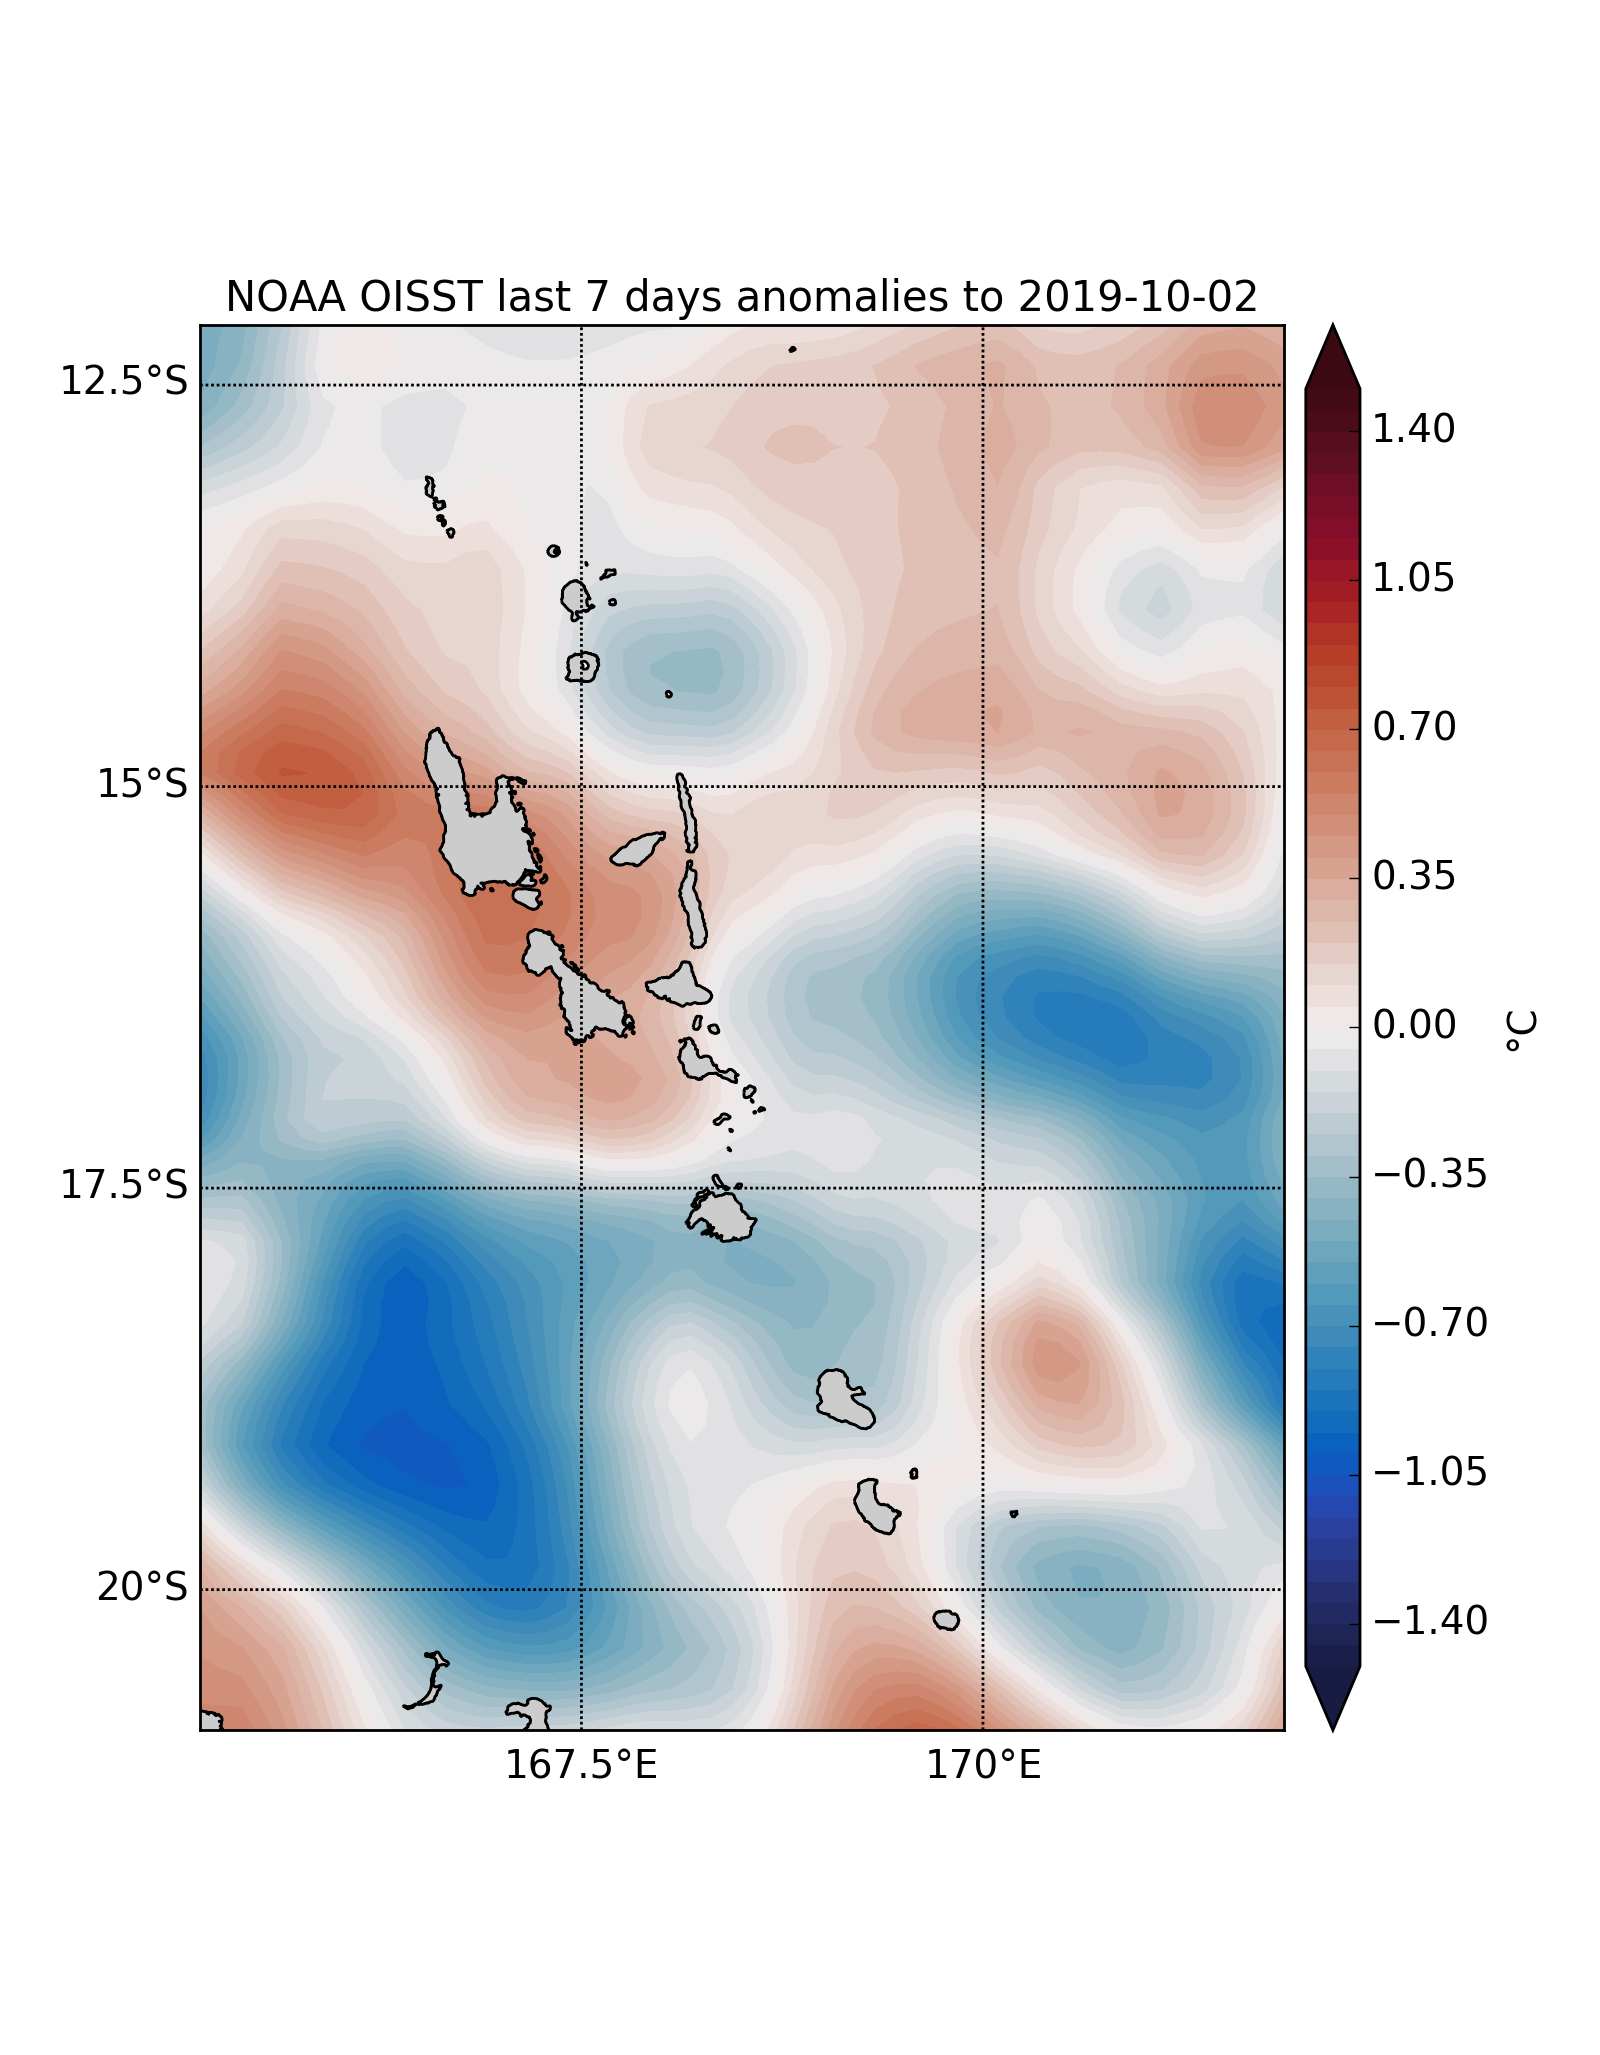 NOAA OISST last 7 days anomalies to 2019-10-02
12.5°S
15°S
17.5°S
20°S
167.5°E
170°E
1.40
1.05
0.70
0.35
0.00
−0.35
−0.70
−1.05
−1.40
°C